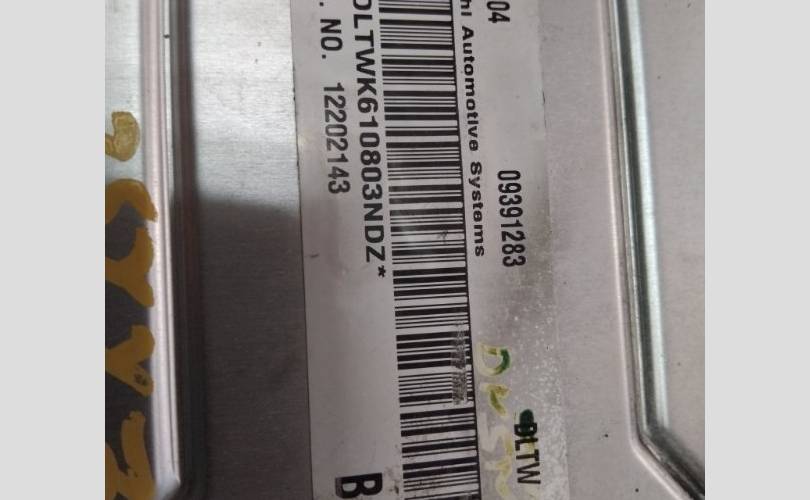 04
09391283
DLTW
hi Automotive Systems
DLTWK610803NDZ*
. NO. 12202143
B